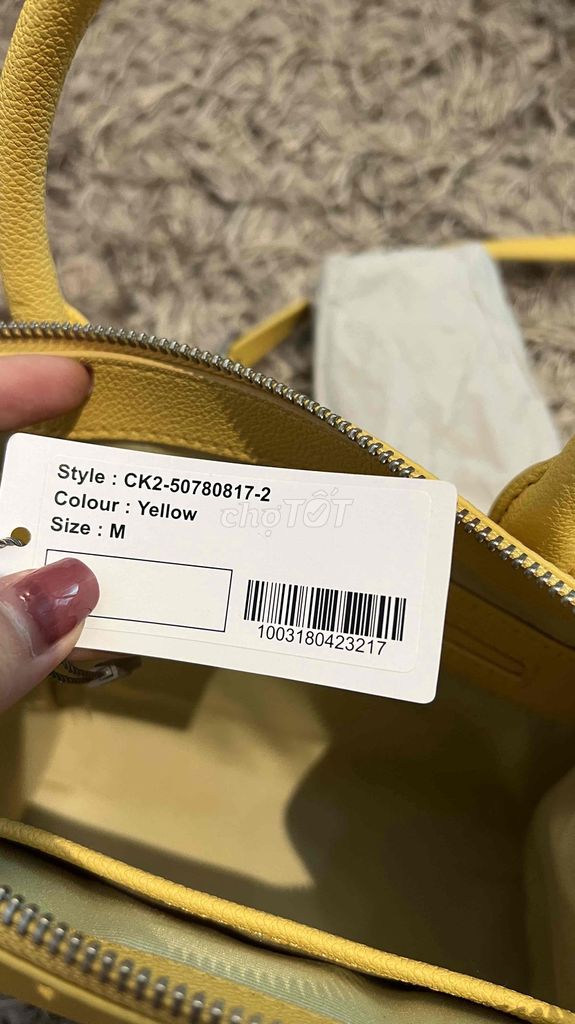 Style : CK2-50780817-2
Colour : Yellow
Size : M
chợTỐT
1003180423217